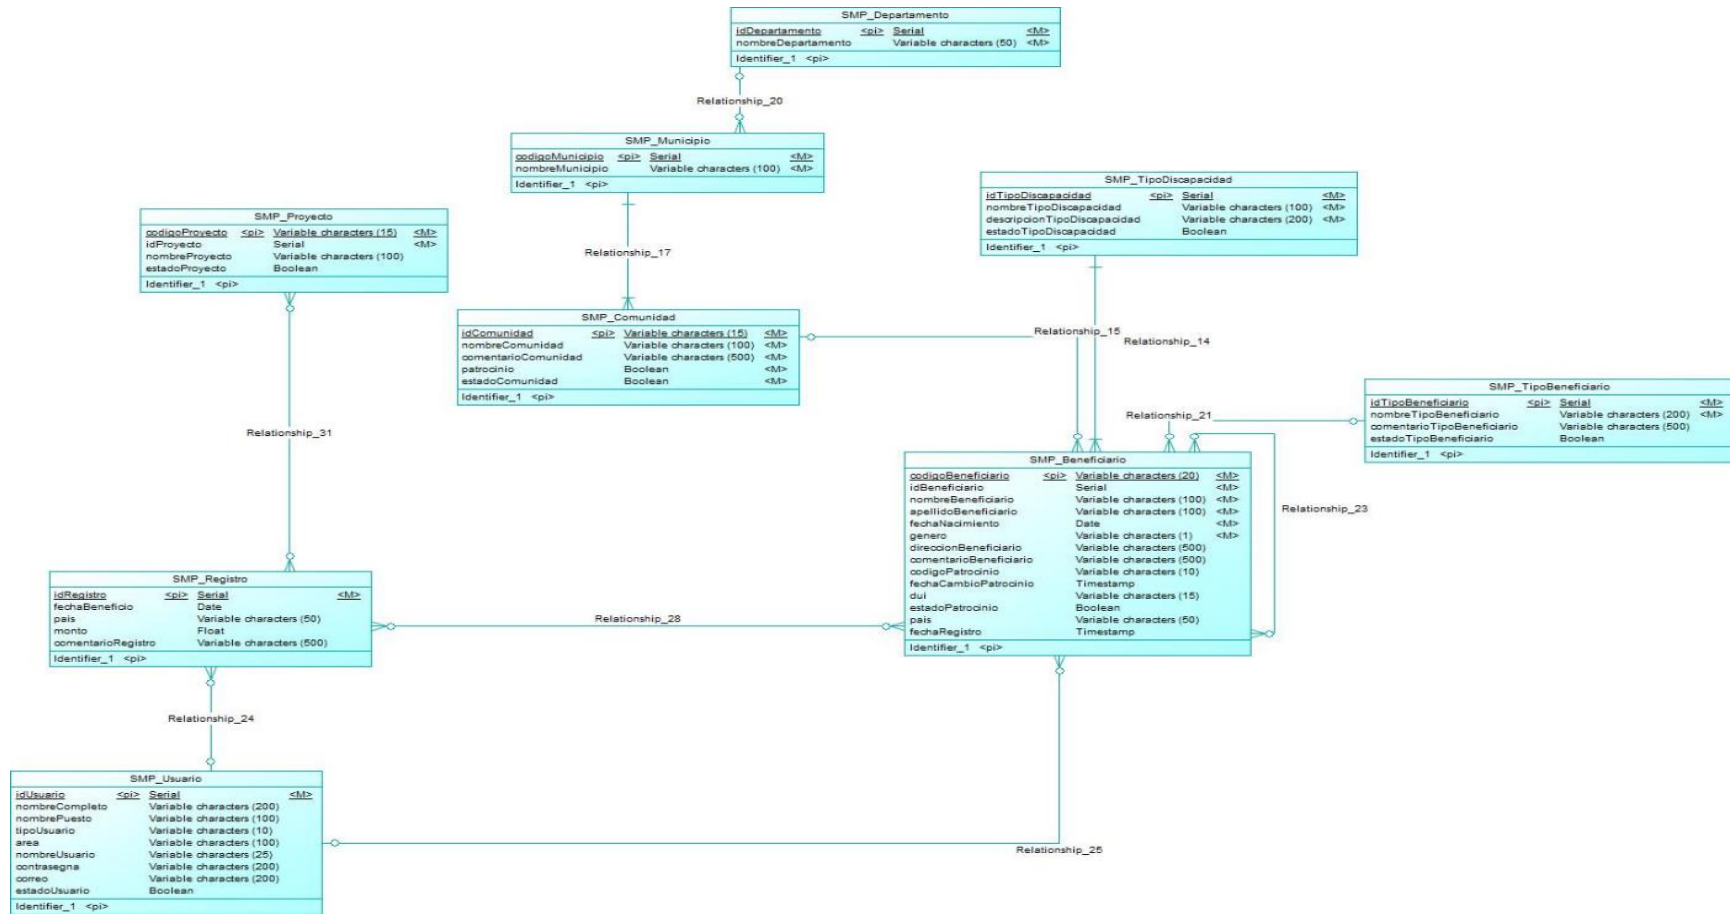 SMP_Departamento
idDepartamento <pi> Serial <M>
nombreDepartamento Variable characters (50) <M>
Identifier_1 <pi>
Relationship_20
SMP_Municipio
codigoMunicipio <pi> Serial <M>
nombreMunicipio Variable characters (100) <M>
Identifier_1 <pi>
SMP_TipoDiscapacidad
idTipoDiscapacidad <pi> Serial <M>
nombreTipoDiscapacidad Variable characters (100) <M>
descripcionTipoDiscapacidad Variable characters (200) <M>
estadoTipoDiscapacidad Boolean
Identifier_1 <pi>
SMP_Proyecto
codigoProyecto <pi> Variable characters (15) <M>
idProyecto Serial <M>
nombreProyecto Variable characters (100)
estadoProyecto Boolean
Identifier_1 <pi>
Relationship_17
SMP_Comunidad
idComunidad <pi> Variable characters (15) <M>
nombreComunidad Variable characters (100) <M>
comentarioComunidad Variable characters (500) <M>
patrocinio Boolean <M>
estadoComunidad Boolean <M>
Identifier_1 <pi>
Relationship_15
Relationship_14
SMP_TipoBeneficiario
idTipoBeneficiario <pi> Serial <M>
nombreTipoBeneficiario Variable characters (200) <M>
comentarioTipoBeneficiario Variable characters (500)
estadoTipoBeneficiario Boolean
Identifier_1 <pi>
Relationship_21
Relationship_31
SMP_Beneficiario
codigoBeneficiario <pi> Variable characters (20) <M>
idBeneficiario Serial <M>
nombreBeneficiario Variable characters (100) <M>
apellidoBeneficiario Variable characters (100) <M>
fechaNacimiento Date <M>
genero Variable characters (1) <M>
direccionBeneficiario Variable characters (500)
comentarioBeneficiario Variable characters (500)
codigoPatrocinio Variable characters (10)
fechaCambioPatrocinio Timestamp
dui Variable characters (15)
estadoPatrocinio Boolean
pais Variable characters (50)
fechaRegistro Timestamp
Identifier_1 <pi>
Relationship_23
SMP_Registro
idRegistro <pi> Serial <M>
fechaBeneficio Date
pais Variable characters (50)
monto Float
comentarioRegistro Variable characters (500)
Identifier_1 <pi>
Relationship_28
Relationship_24
SMP_Usuario
idUsuario <pi> Serial <M>
nombreCompleto Variable characters (200)
nombrePuesto Variable characters (100)
tipoUsuario Variable characters (10)
area Variable characters (100)
nombreUsuario Variable characters (25)
contrasegna Variable characters (200)
correo Variable characters (200)
estadoUsuario Boolean
Identifier_1 <pi>
Relationship_25